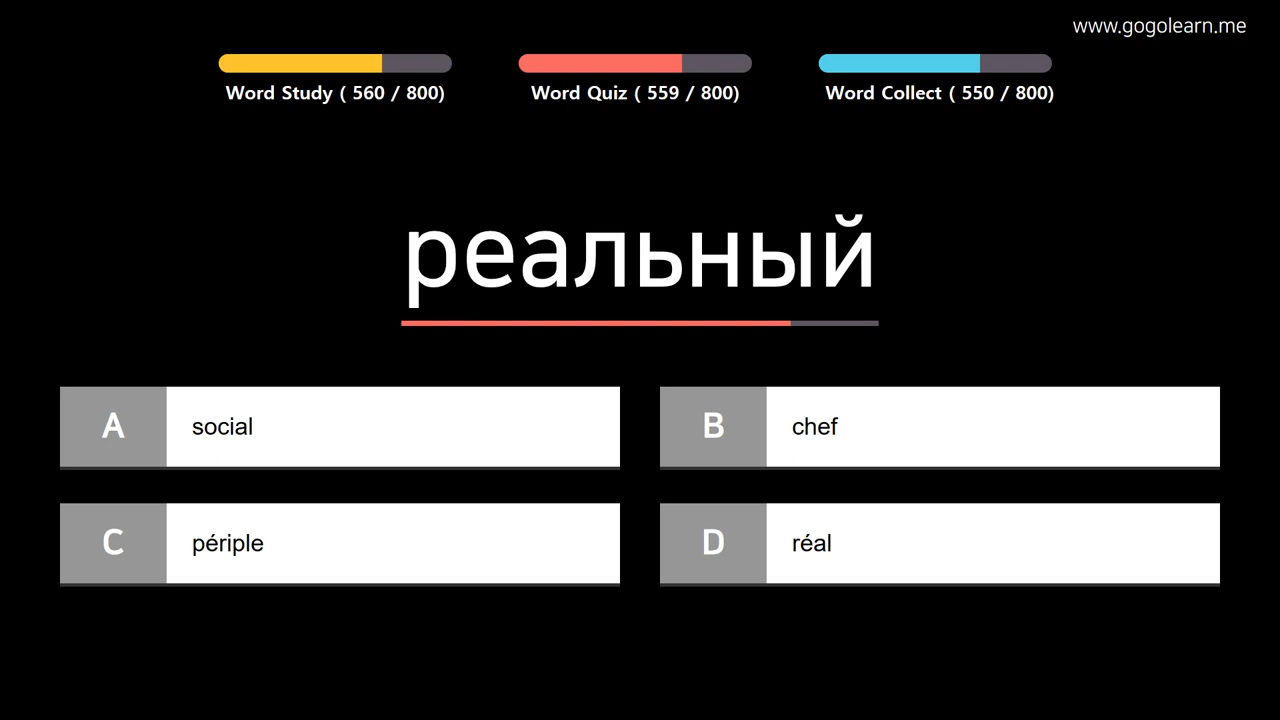 www.gogolearn.me
Word Study ( 560 / 800)
Word Quiz ( 559 / 800)
Word Collect ( 550 / 800)
реальный
A social
B chef
C périple
D réal